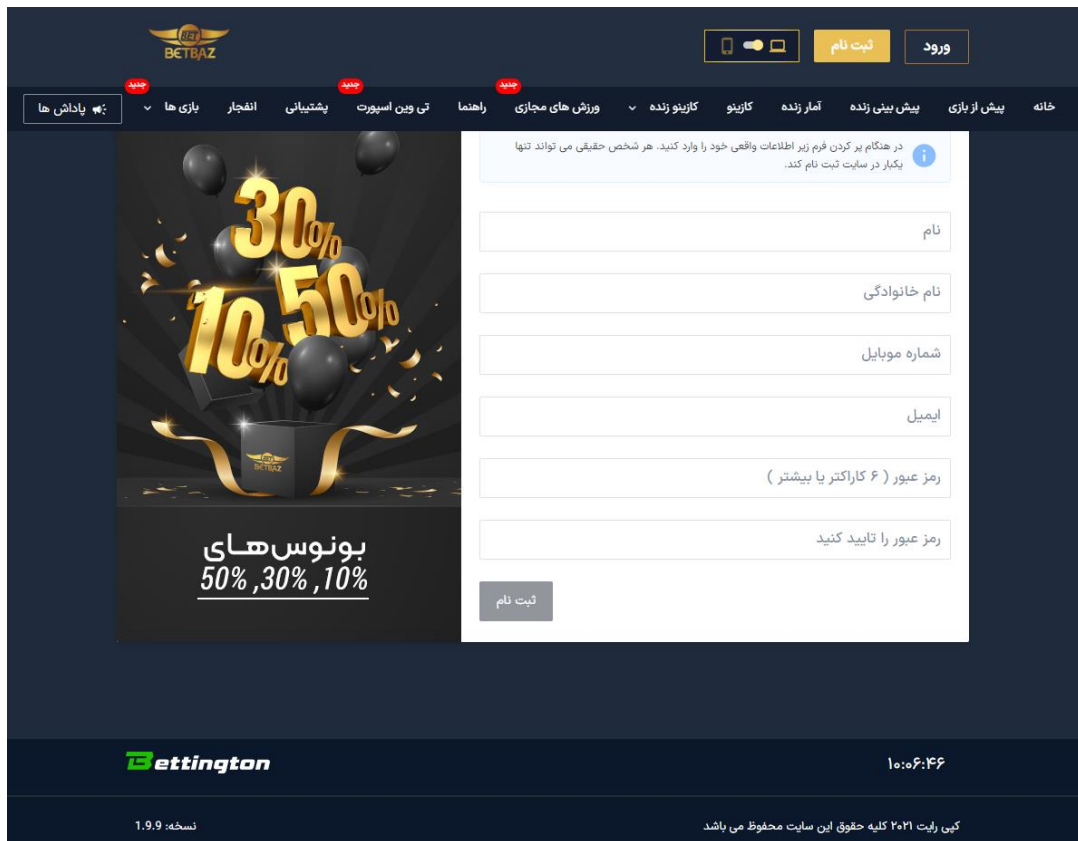 BET
BETBAZ
ورود
ثبت نام
خانه
پیش از بازی
پیش بینی زنده
آمار زنده
کازینو
کازینو زنده
ورزش های مجازی
جدید
راهنما
تی وین اسپورت
جدید
پشتیبانی
انفجار
بازی ها
جدید
پاداش ها
در هنگام پر کردن فرم زیر اطلاعات واقعی خود را وارد کنید. هر شخص حقیقی می تواند تنها
یکبار در سایت ثبت نام کند.
نام
نام خانوادگی
شماره موبایل
ایمیل
رمز عبور ( ۶ کاراکتر یا بیشتر )
رمز عبور را تایید کنید
ثبت نام
30%
50%
10%
BET
BETBAZ
بونوس‌های
50% ,30% ,10%
Bettington
۱۰:۰۶:۴۶
کپی رایت ۲۰۲۱ کلیه حقوق این سایت محفوظ می باشد
نسخه: 1.9.9